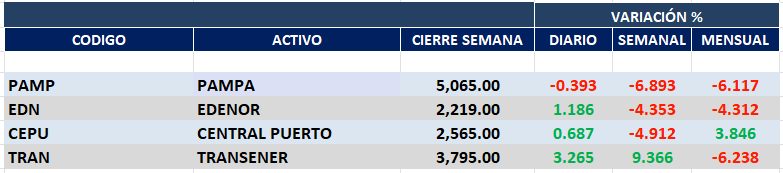 VARIACIÓN %
CODIGO ACTIVO CIERRE SEMANA DIARIO SEMANAL MENSUAL
PAMP PAMPA 5,065.00 -0.393 -6.893 -6.117
EDN EDENOR 2,219.00 1.186 -4.353 -4.312
CEPU CENTRAL PUERTO 2,565.00 0.687 -4.912 3.846
TRAN TRANSENER 3,795.00 3.265 9.366 -6.238